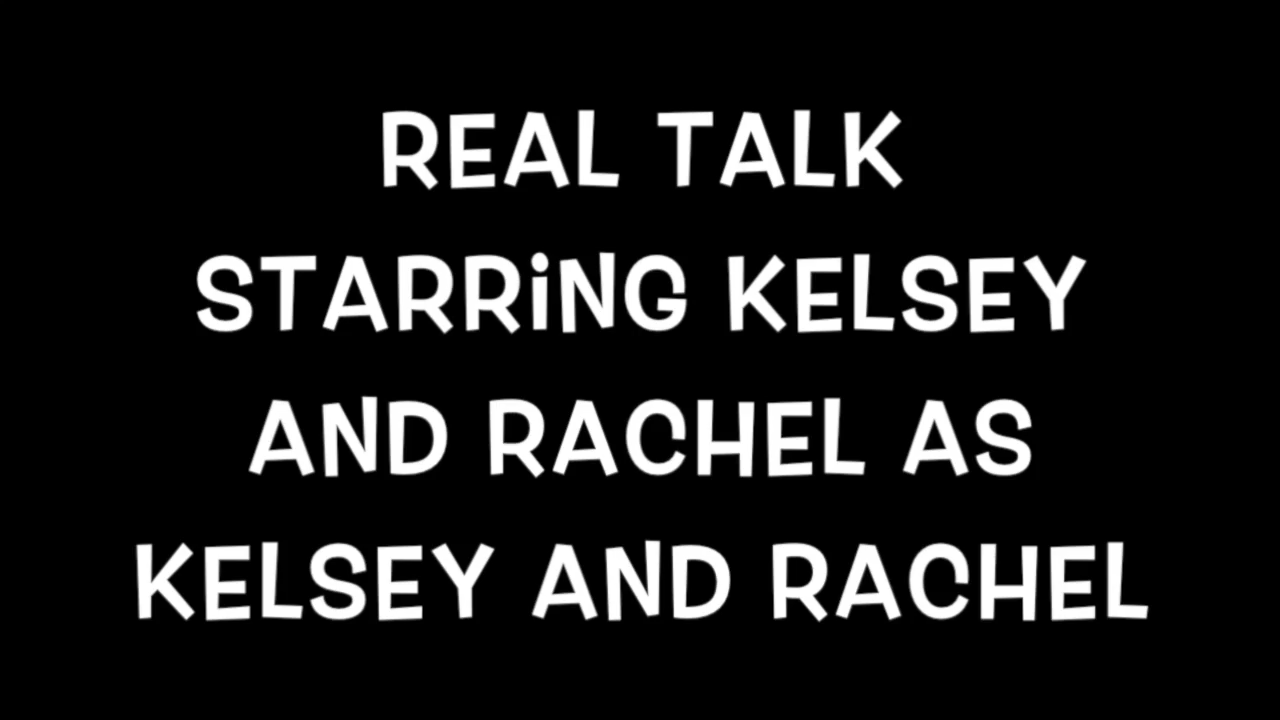 REAL TALK
STARRiNG KELSEY
AND RACHEL AS
KELSEY AND RACHEL